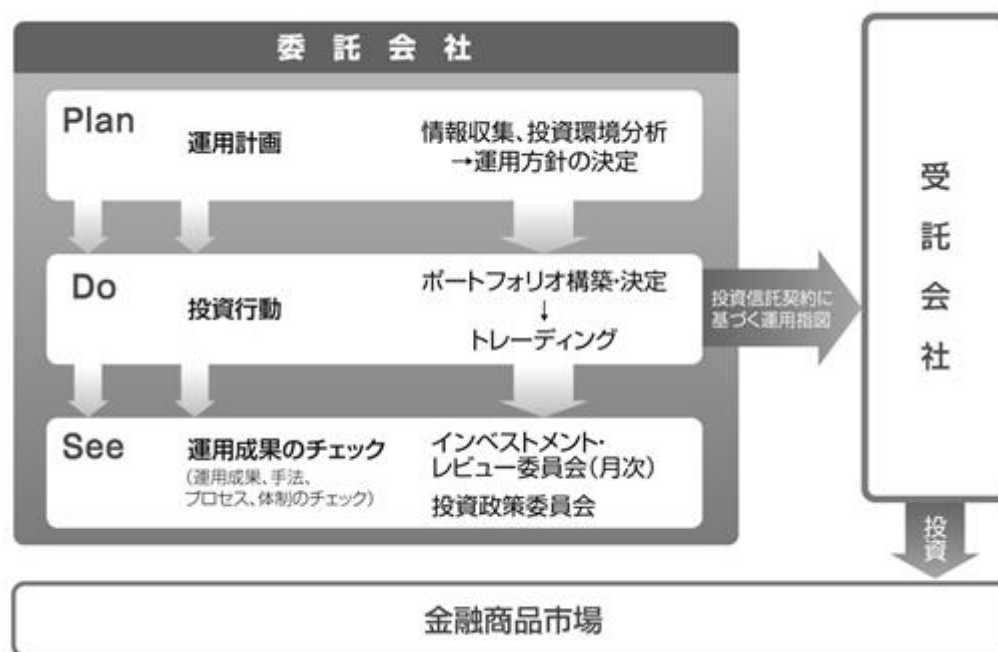 委託会社
Plan
運用計画
情報収集、投資環境分析
→運用方針の決定
Do
投資行動
ポートフォリオ構築・決定
↓
トレーディング
投資信託契約に
基づく運用指図
See
運用成果のチェック
(運用成果、手法、
プロセス、体制のチェック)
インベストメント・
レビュー委員会(月次)
投資政策委員会
受託会社
投資
金融商品市場